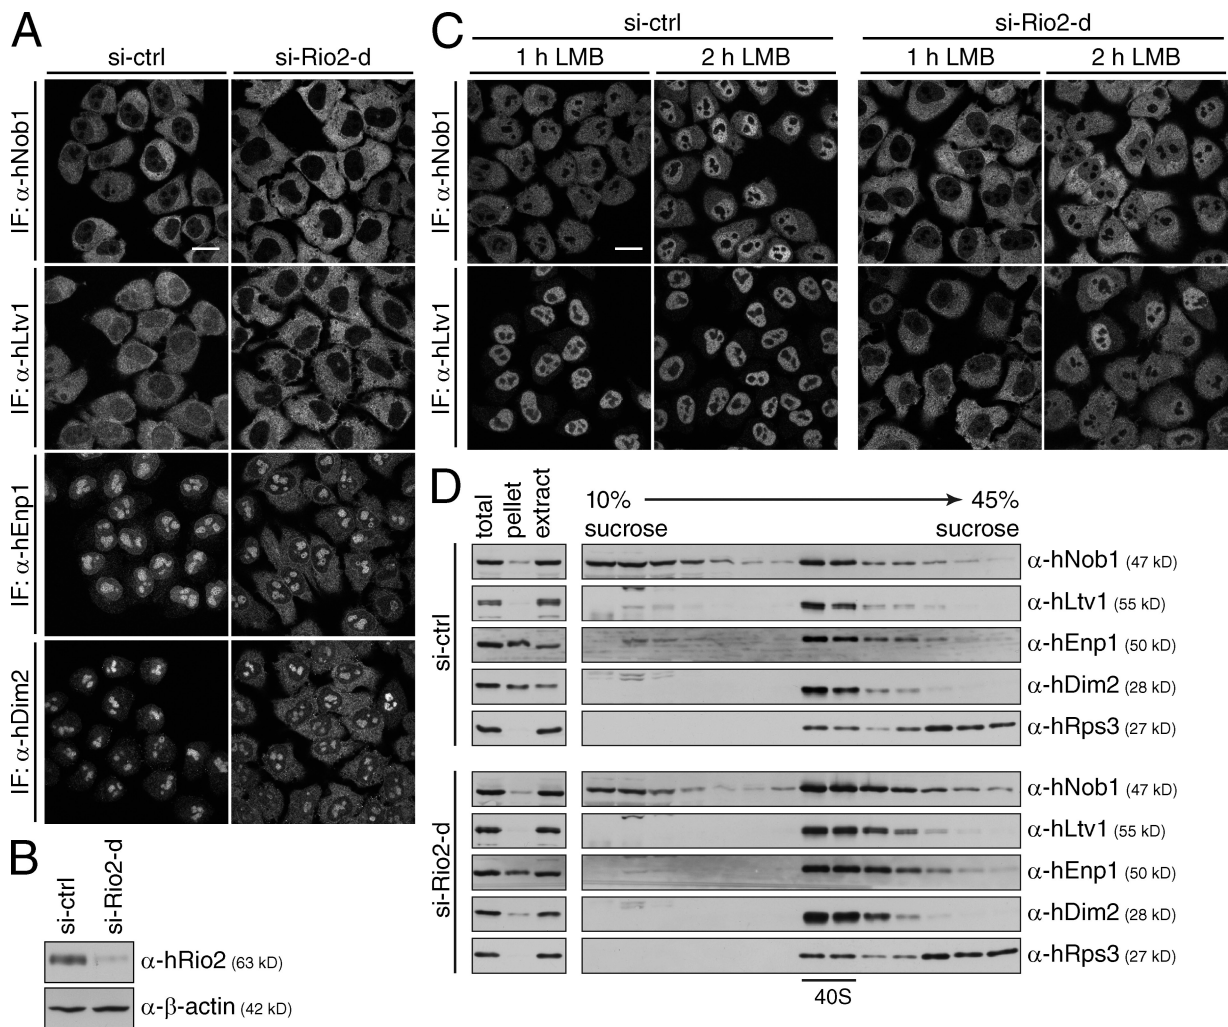 A
si-ctrl
si-Rio2-d
IF: α-hNob1
IF: α-hLtv1
IF: α-hEnp1
IF: α-hDim2
B
si-ctrl
si-Rio2-d
α-hRio2 (63 kD)
α-β-actin (42 kD)
C
si-ctrl
si-Rio2-d
1 h LMB
2 h LMB
1 h LMB
2 h LMB
IF: α-hNob1
IF: α-hLtv1
D
total
pellet
extract
10%
45%
sucrose
sucrose
si-ctrl
α-hNob1 (47 kD)
α-hLtv1 (55 kD)
α-hEnp1 (50 kD)
α-hDim2 (28 kD)
α-hRps3 (27 kD)
si-Rio2-d
α-hNob1 (47 kD)
α-hLtv1 (55 kD)
α-hEnp1 (50 kD)
α-hDim2 (28 kD)
α-hRps3 (27 kD)
40S